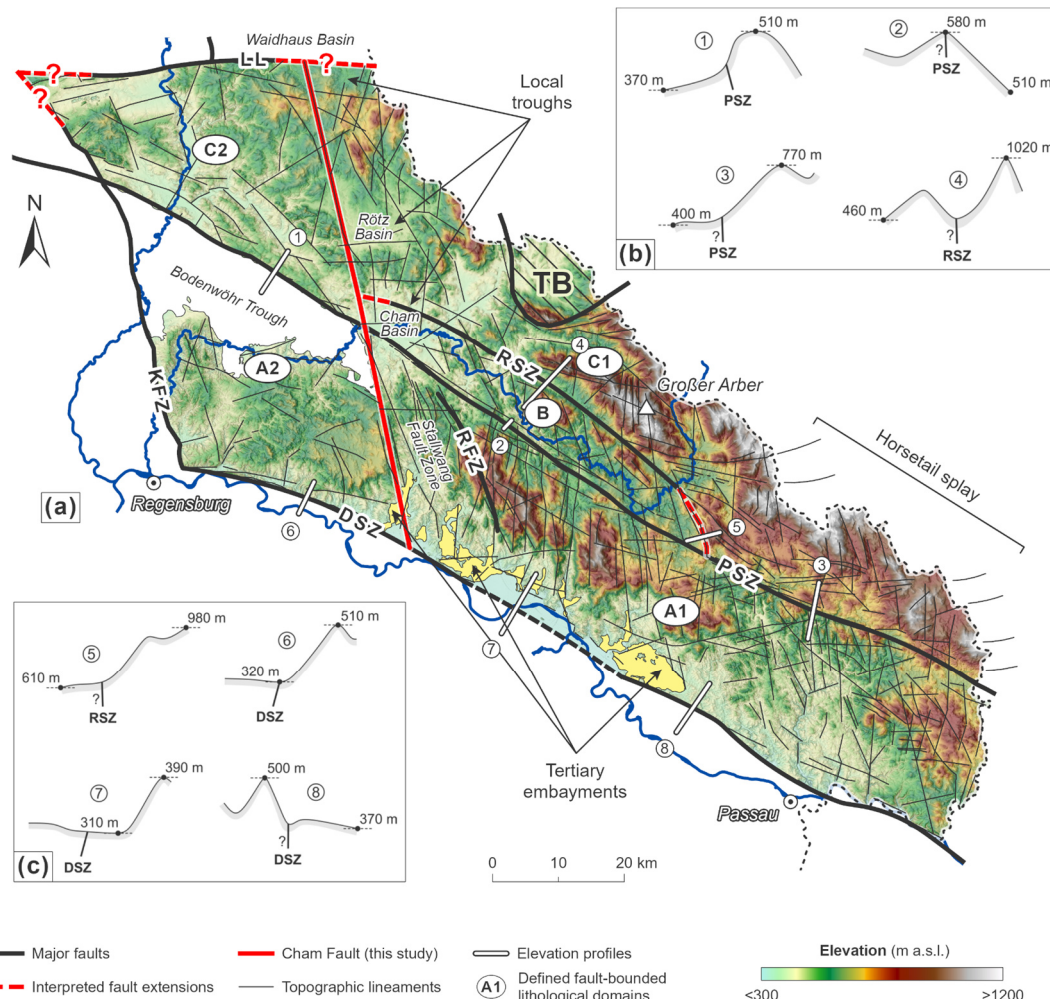 Waidhaus Basin
L-L
?
?
?
Local
troughs
C2
N
Rötz
Basin
1
Bodenwöhr Trough
Cham
Basin
TB
RSZ
4
C1
Großer Arber
A2
KFZ
B
2
Stallwang
Fault Zone
RFZ
Horsetail splay
(a)
Regensburg
6
DSZ
5
PSZ
3
A1
7
8
Tertiary
embayments
Passau
0 10 20 km
1
510 m
370 m
PSZ
2
580 m
?
PSZ
510 m
3
770 m
400 m
?
PSZ
4
1020 m
460 m
?
RSZ
(b)
5
980 m
610 m
?
RSZ
6
510 m
320 m
DSZ
7
390 m
310 m
DSZ
8
500 m
370 m
?
DSZ
(c)
Major faults
Cham Fault (this study)
Elevation profiles
Elevation (m a.s.l.)
Interpreted fault extensions
Topographic lineaments
A1
Defined fault-bounded
lithological domains
<300
>1200